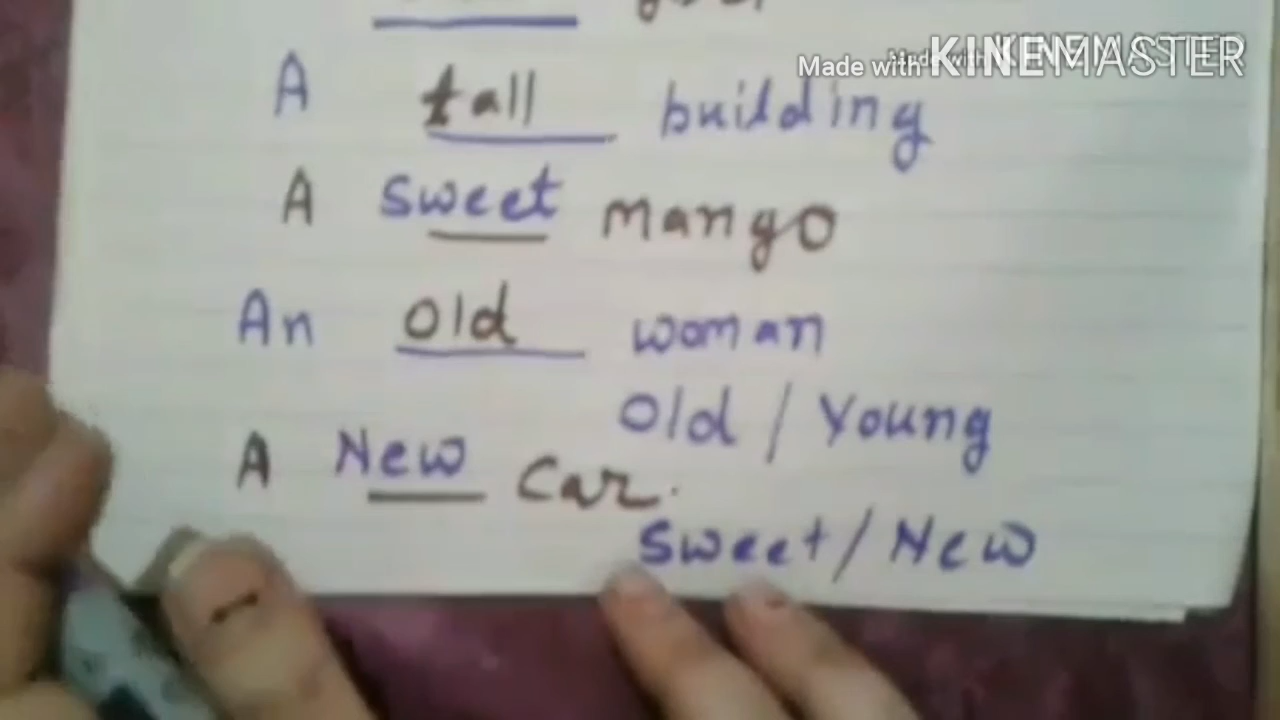 Made with KINEMASTER
A tall building
A Sweet mango
An old woman
Old / Young
A New Car.
Sweet / New